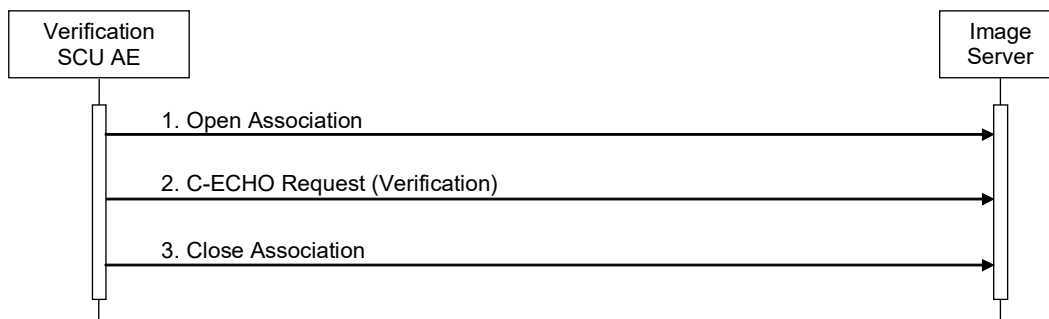 Verification
SCU AE
Image
Server
1. Open Association
2. C-ECHO Request (Verification)
3. Close Association